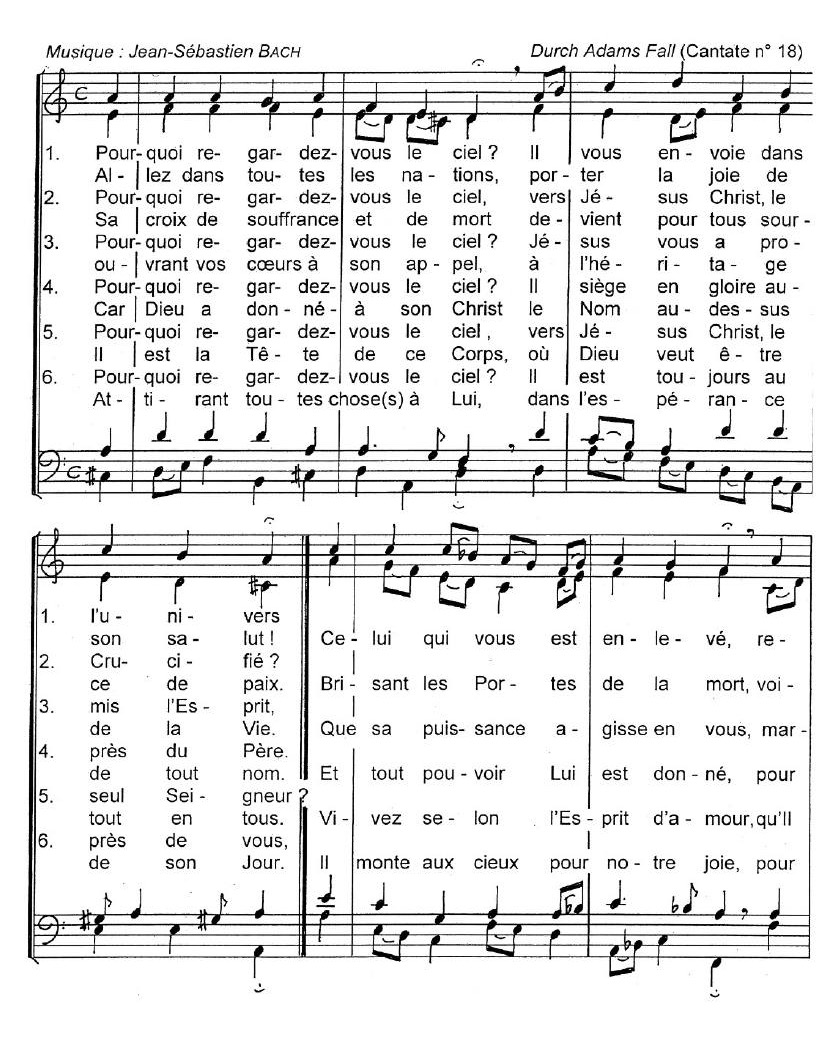 Musique : Jean-Sébastien BACH Durch Adams Fall (Cantate n° 18)
1. Pour- quoi re- gar- dez- vous le ciel ? Il vous en - voie dans
Al - lez dans tou- tes les na - tions, por - ter la joie de
2. Pour- quoi re- gar- dez- vous le ciel, vers Jé - sus Christ, le
Sa croix de souffrance et de mort de - vient pour tous sour -
3. Pour- quoi re- gar- dez- vous le ciel ? Jé - sus vous a pro -
ou - vrant vos cœurs à son ap - pel, à l'hé - ri - ta - ge
4. Pour- quoi re- gar- dez- vous le ciel ? Il siège en gloire au -
Car Dieu a don - né - à son Christ le Nom au - des - sus
5. Pour- quoi re- gar- dez- vous le ciel , vers Jé - sus Christ, le
Il est la Tê - te de ce Corps, où Dieu veut ê - tre
6. Pour- quoi re- gar- dez- vous le ciel ? Il est tou - jours au
At - ti - rant tou - tes chose(s) à Lui, dans l'es - pé - ran - ce
1. l'u - ni - vers
son sa - lut ! Ce - lui qui vous est en - le - vé, re -
2. Cru- ci - fié ?
ce de paix. Bri - sant les Por - tes de la mort, voi -
3. mis l'Es - prit,
de la Vie. Que sa puis- sance a - gisse en vous, mar -
4. près du Père.
de tout nom. Et tout pou - voir Lui est don - né, pour
5. seul Sei - gneur ?
tout en tous. Vi - vez se - lon l'Es - prit d'a - mour, qu'Il
6. près de vous,
de son Jour. Il monte aux cieux pour no - tre joie, pour